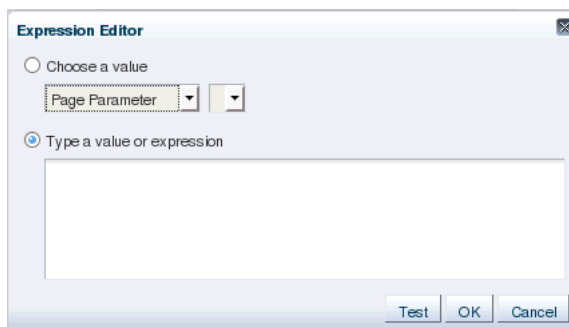 Expression Editor
Choose a value
Page Parameter
Type a value or expression
Test OK Cancel